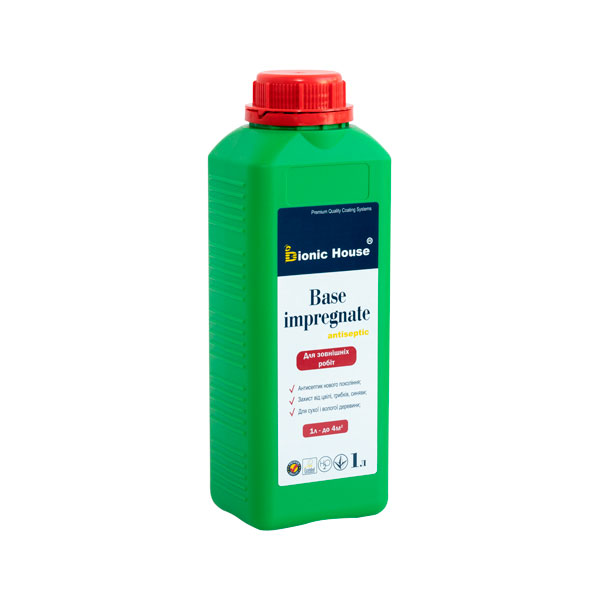 Premium Quality Coating Systems
Bionic House®
Base
impregnate
antiseptic
Для зовнішніх
робіт
Антисептик нового покоління;
Захист від цвілі, грибків, синяви;
Для сухої і вологої деревини;
1л - до 4м²
1л